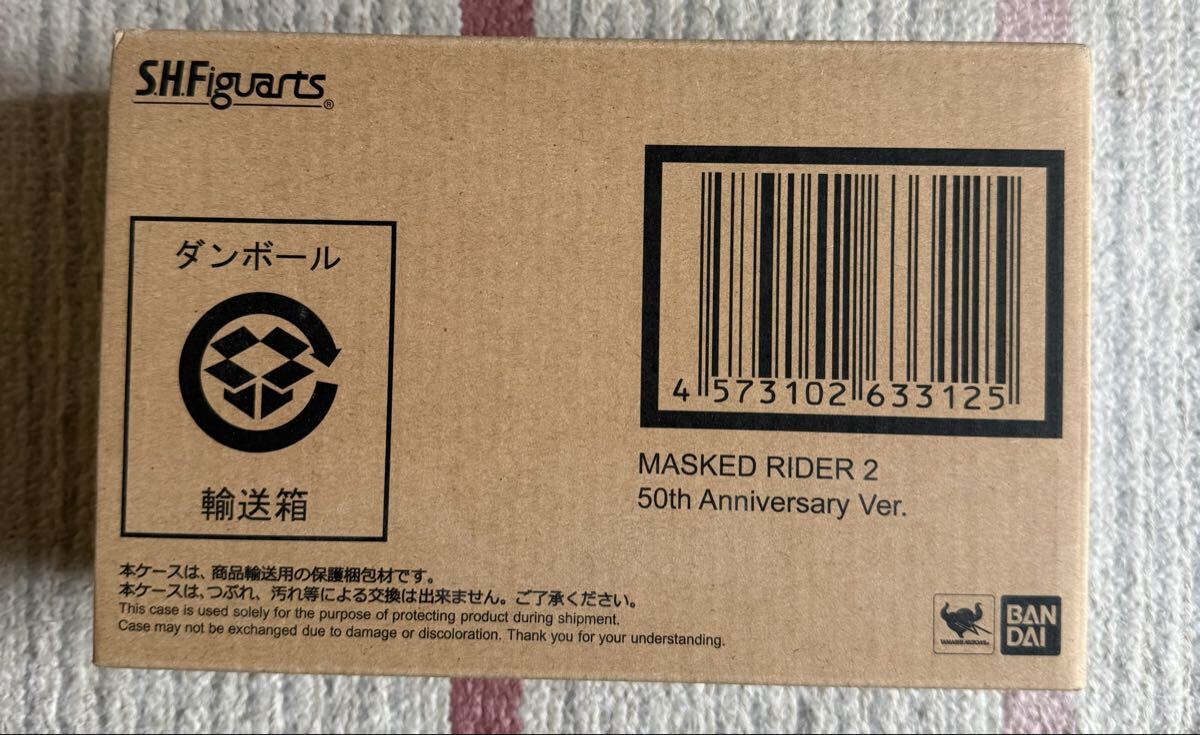 S.H.Figuarts®
ダンボール
輸送箱
4 573102 633125
MASKED RIDER 2
50th Anniversary Ver.
本ケースは、商品輸送用の保護梱包材です。
本ケースは、つぶれ、汚れ等による交換は出来ません。ご了承ください。
This case is used solely for the purpose of protecting product during shipment.
Case may not be exchanged due to damage or discoloration. Thank you for your understanding.
TAMASHII NATIONS
BAN
DAI